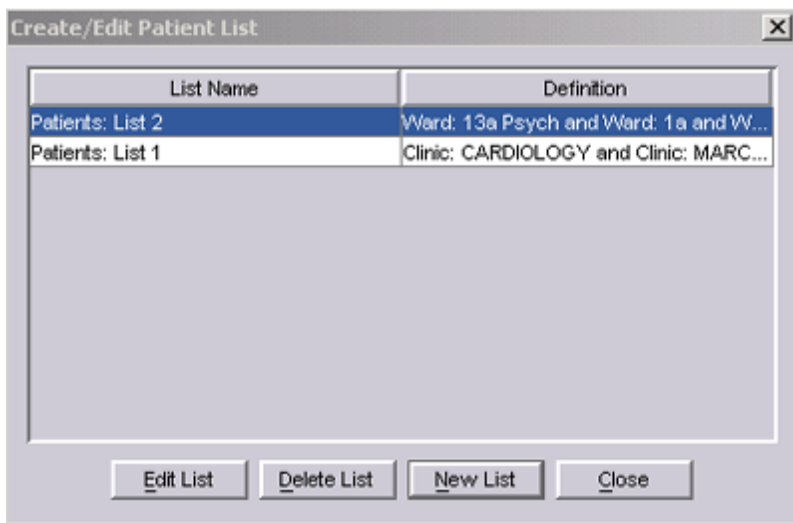 Create/Edit Patient List
List Name Definition
Patients: List 2 Ward: 13a Psych and Ward: 1a and W...
Patients: List 1 Clinic: CARDIOLOGY and Clinic: MARC...
Edit List Delete List New List Close